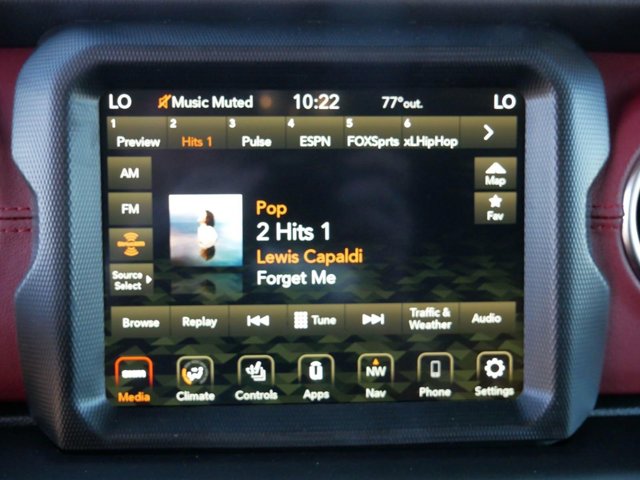 LO Music Muted 10:22 77°out. LO
1 2 3 4 5 6
Preview Hits 1 Pulse ESPN FOXSprts xLHipHop
AM
Map
FM
Fav
Pop
2 Hits 1
Lewis Capaldi
Forget Me
Source
Select
Browse Replay Tune Traffic & Audio
Weather
NW
Media Climate Controls Apps Nav Phone Settings